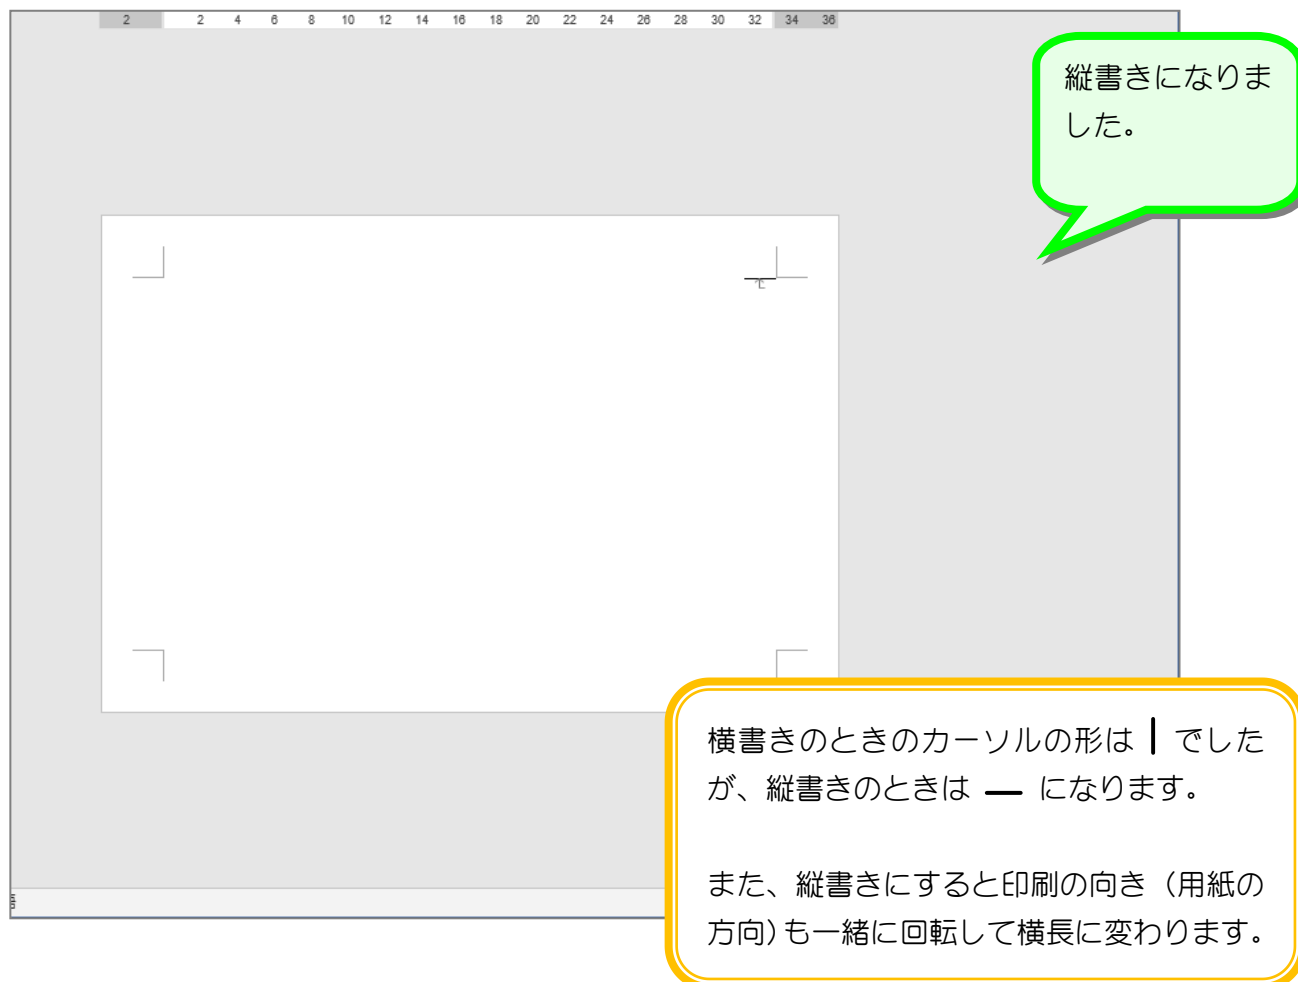 2 2 4 6 8 10 12 14 16 18 20 22 24 26 28 30 32 34 36
縦書きになりま
した。
横書きのときのカーソルの形は | でした
が、縦書きのときは ― になります。
また、縦書きにすると印刷の向き（用紙の
方向）も一緒に回転して横長に変わります。